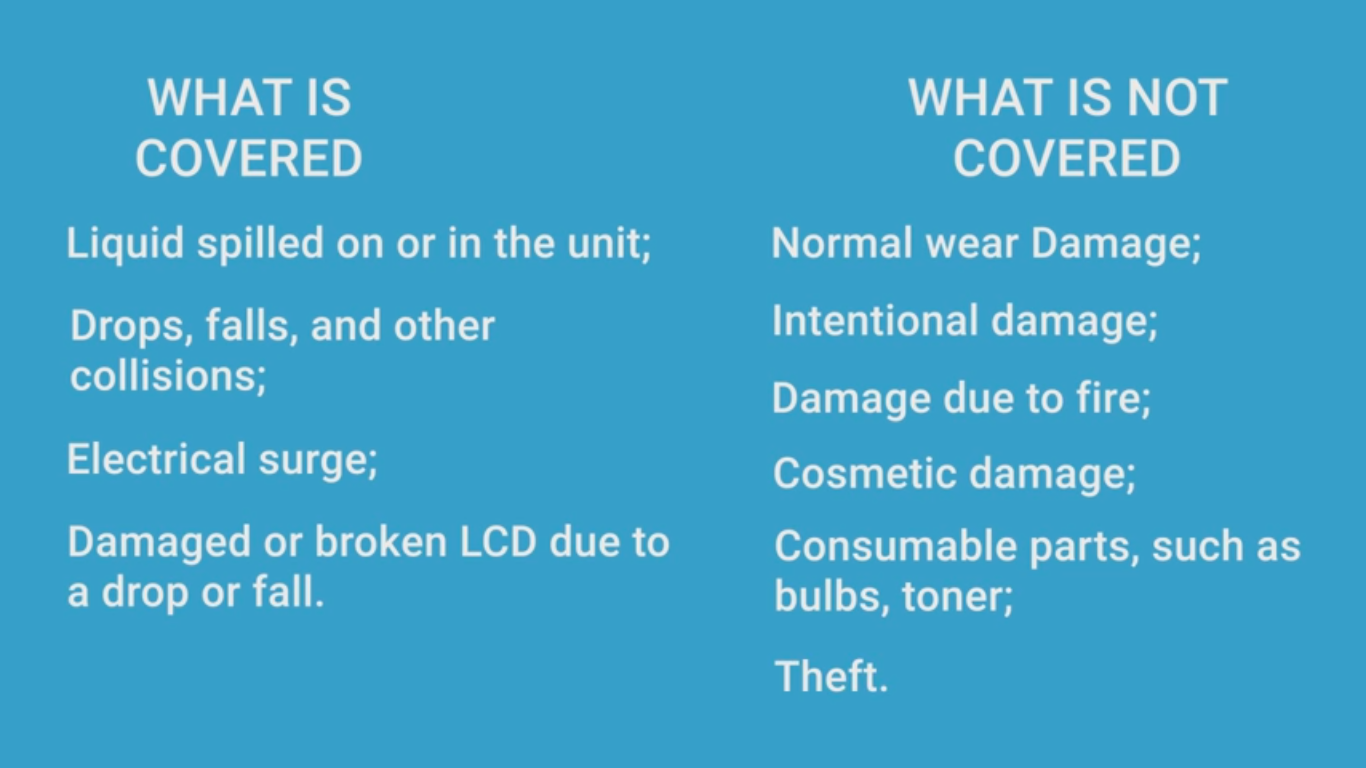 WHAT IS
COVERED
Liquid spilled on or in the unit;
Drops, falls, and other
collisions;
Electrical surge;
Damaged or broken LCD due to
a drop or fall.
WHAT IS NOT
COVERED
Normal wear Damage;
Intentional damage;
Damage due to fire;
Cosmetic damage;
Consumable parts, such as
bulbs, toner;
Theft.